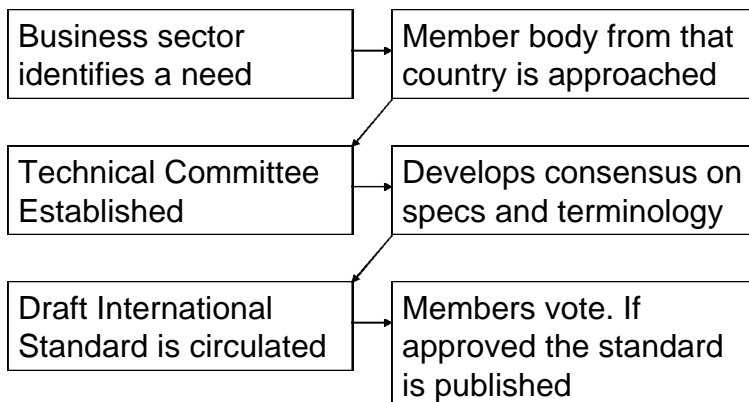 Business sector
identifies a need
Member body from that
country is approached
Technical Committee
Established
Develops consensus on
specs and terminology
Draft International
Standard is circulated
Members vote. If
approved the standard
is published